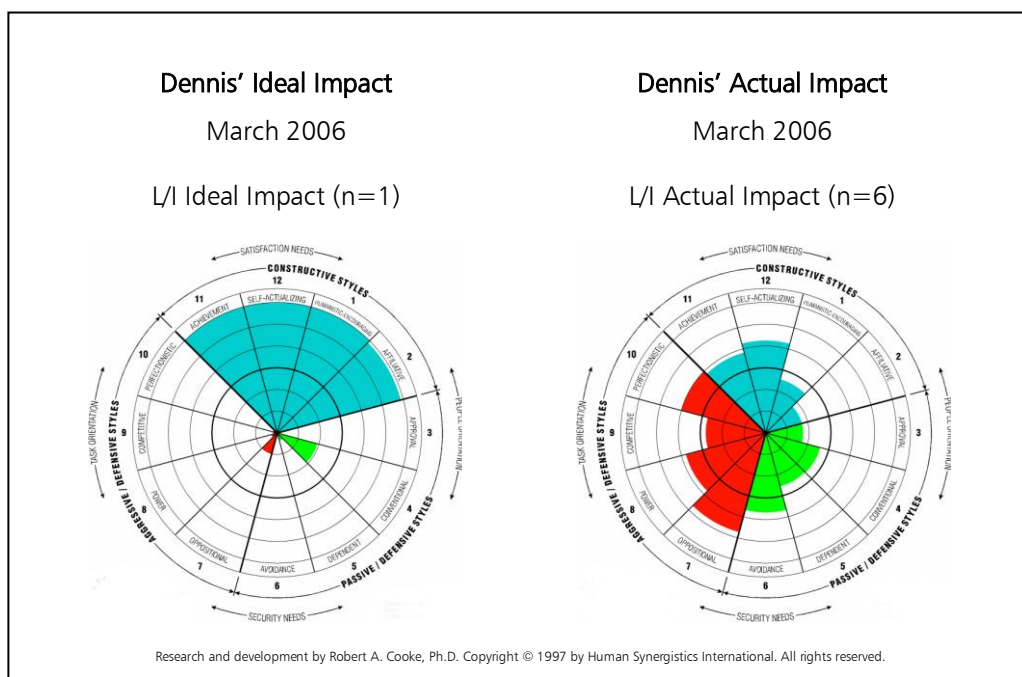 Dennis’ Ideal Impact
March 2006
L/I Ideal Impact (n=1)
SATISFACTION NEEDS
CONSTRUCTIVE STYLES
12
11
1
SELF-ACTUALIZING
ACHIEVEMENT
HUMANISTIC-ENCOURAGING
10
2
PERFECTIONISTIC
AFFILIATIVE
TASK ORIENTATION
9
COMPETITIVE
APPROVAL
3
PEOPLE ORIENTATION
AGGRESSIVE / DEFENSIVE STYLES
8
POWER
CONVENTIONAL
4
OPPOSITIONAL
DEPENDENT
7
AVOIDANCE
5
6
PASSIVE / DEFENSIVE STYLES
SECURITY NEEDS
Dennis’ Actual Impact
March 2006
L/I Actual Impact (n=6)
SATISFACTION NEEDS
CONSTRUCTIVE STYLES
12
11
1
SELF-ACTUALIZING
ACHIEVEMENT
HUMANISTIC-ENCOURAGING
10
2
PERFECTIONISTIC
AFFILIATIVE
TASK ORIENTATION
9
COMPETITIVE
APPROVAL
3
PEOPLE ORIENTATION
AGGRESSIVE / DEFENSIVE STYLES
8
POWER
CONVENTIONAL
4
OPPOSITIONAL
DEPENDENT
7
AVOIDANCE
5
6
PASSIVE / DEFENSIVE STYLES
SECURITY NEEDS
Research and development by Robert A. Cooke, Ph.D. Copyright © 1997 by Human Synergistics International. All rights reserved.